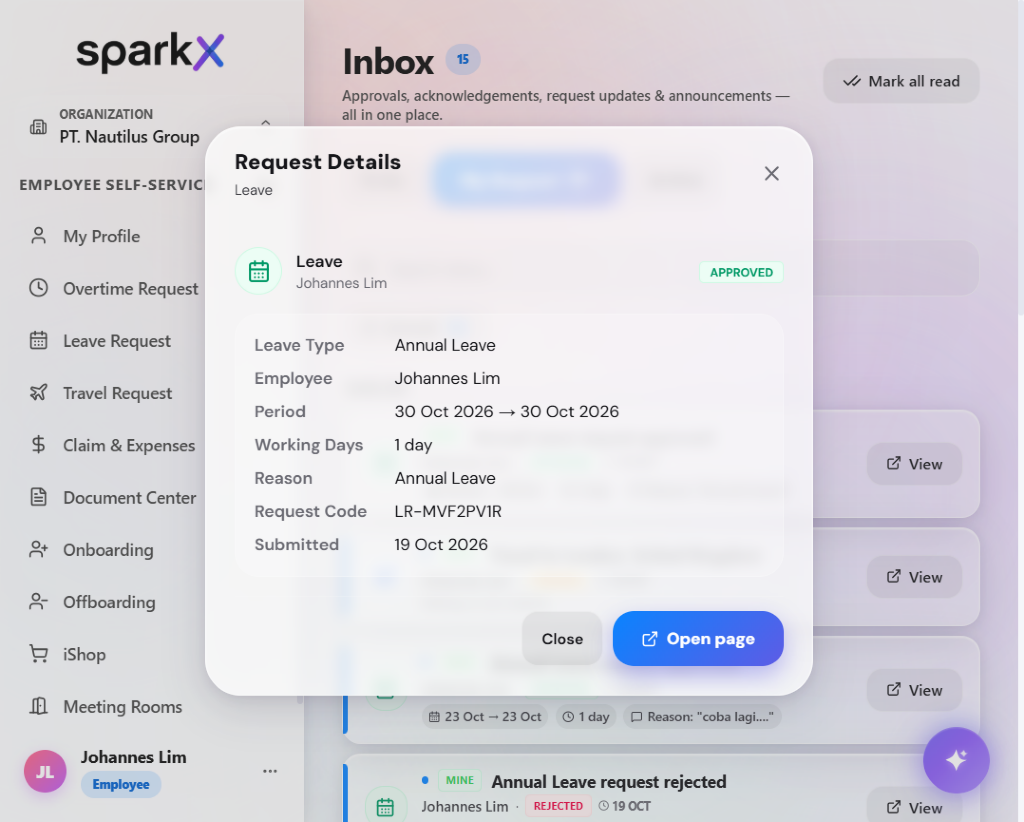 sparkX
ORGANIZATION
PT. Nautilus Group
EMPLOYEE SELF-SERVIC
My Profile
Overtime Request
Leave Request
Travel Request
Claim & Expenses
Document Center
Onboarding
Offboarding
iShop
Meeting Rooms
JL
Johannes Lim
Employee
Inbox 15
Approvals, acknowledgements, request updates & announcements —
all in one place.
Mark all read
Request Details
Leave
Leave
Johannes Lim
APPROVED
Leave Type Annual Leave
Employee Johannes Lim
Period 30 Oct 2026 → 30 Oct 2026
Working Days 1 day
Reason Annual Leave
Request Code LR-MVF2PV1R
Submitted 19 Oct 2026
Close
Open page
View
View
View
23 Oct → 23 Oct 1 day Reason: "coba lagi...."
MINE Annual Leave request rejected
Johannes Lim · REJECTED 19 OCT
View